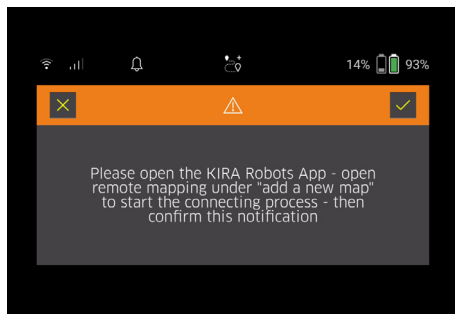 14% 93%
Please open the KIRA Robots App - open
remote mapping under "add a new map"
to start the connecting process - then
confirm this notification